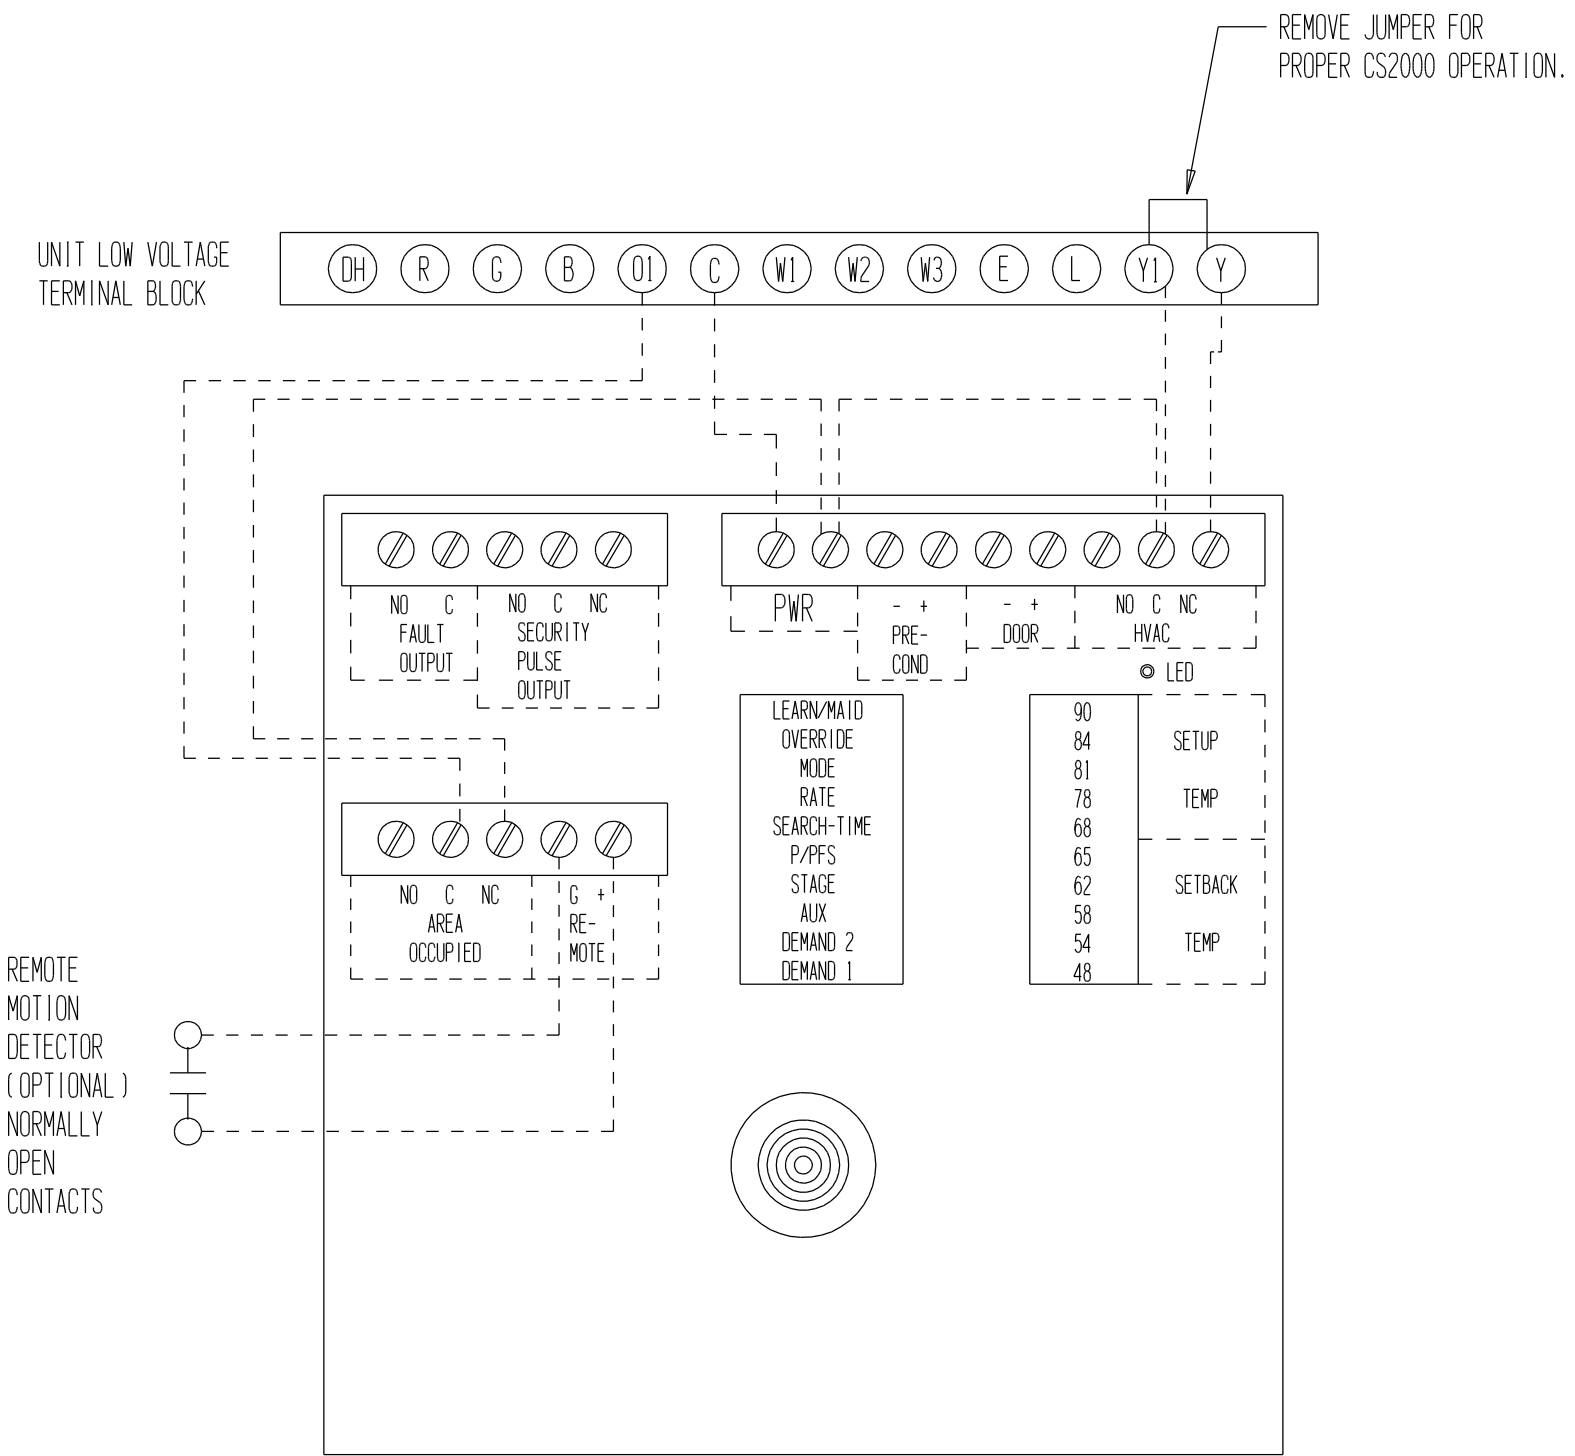 REMOVE JUMPER FOR
PROPER CS2000 OPERATION.
UNIT LOW VOLTAGE
TERMINAL BLOCK
DH R G B O1 C W1 W2 W3 E L Y1 Y
NO C
FAULT
OUTPUT
NO C NC
SECURITY
PULSE
OUTPUT
PWR
- +
PRE-
COND
- +
DOOR
NO C NC
HVAC
LED
LEARN/MAID
OVERRIDE
MODE
RATE
SEARCH-TIME
P/PFS
STAGE
AUX
DEMAND 2
DEMAND 1
90
84
81
78
68
65
62
58
54
48
SETUP
TEMP
SETBACK
TEMP
NO C NC
AREA
OCCUPIED
G +
RE-
MOTE
REMOTE
MOTION
DETECTOR
(OPTIONAL)
NORMALLY
OPEN
CONTACTS